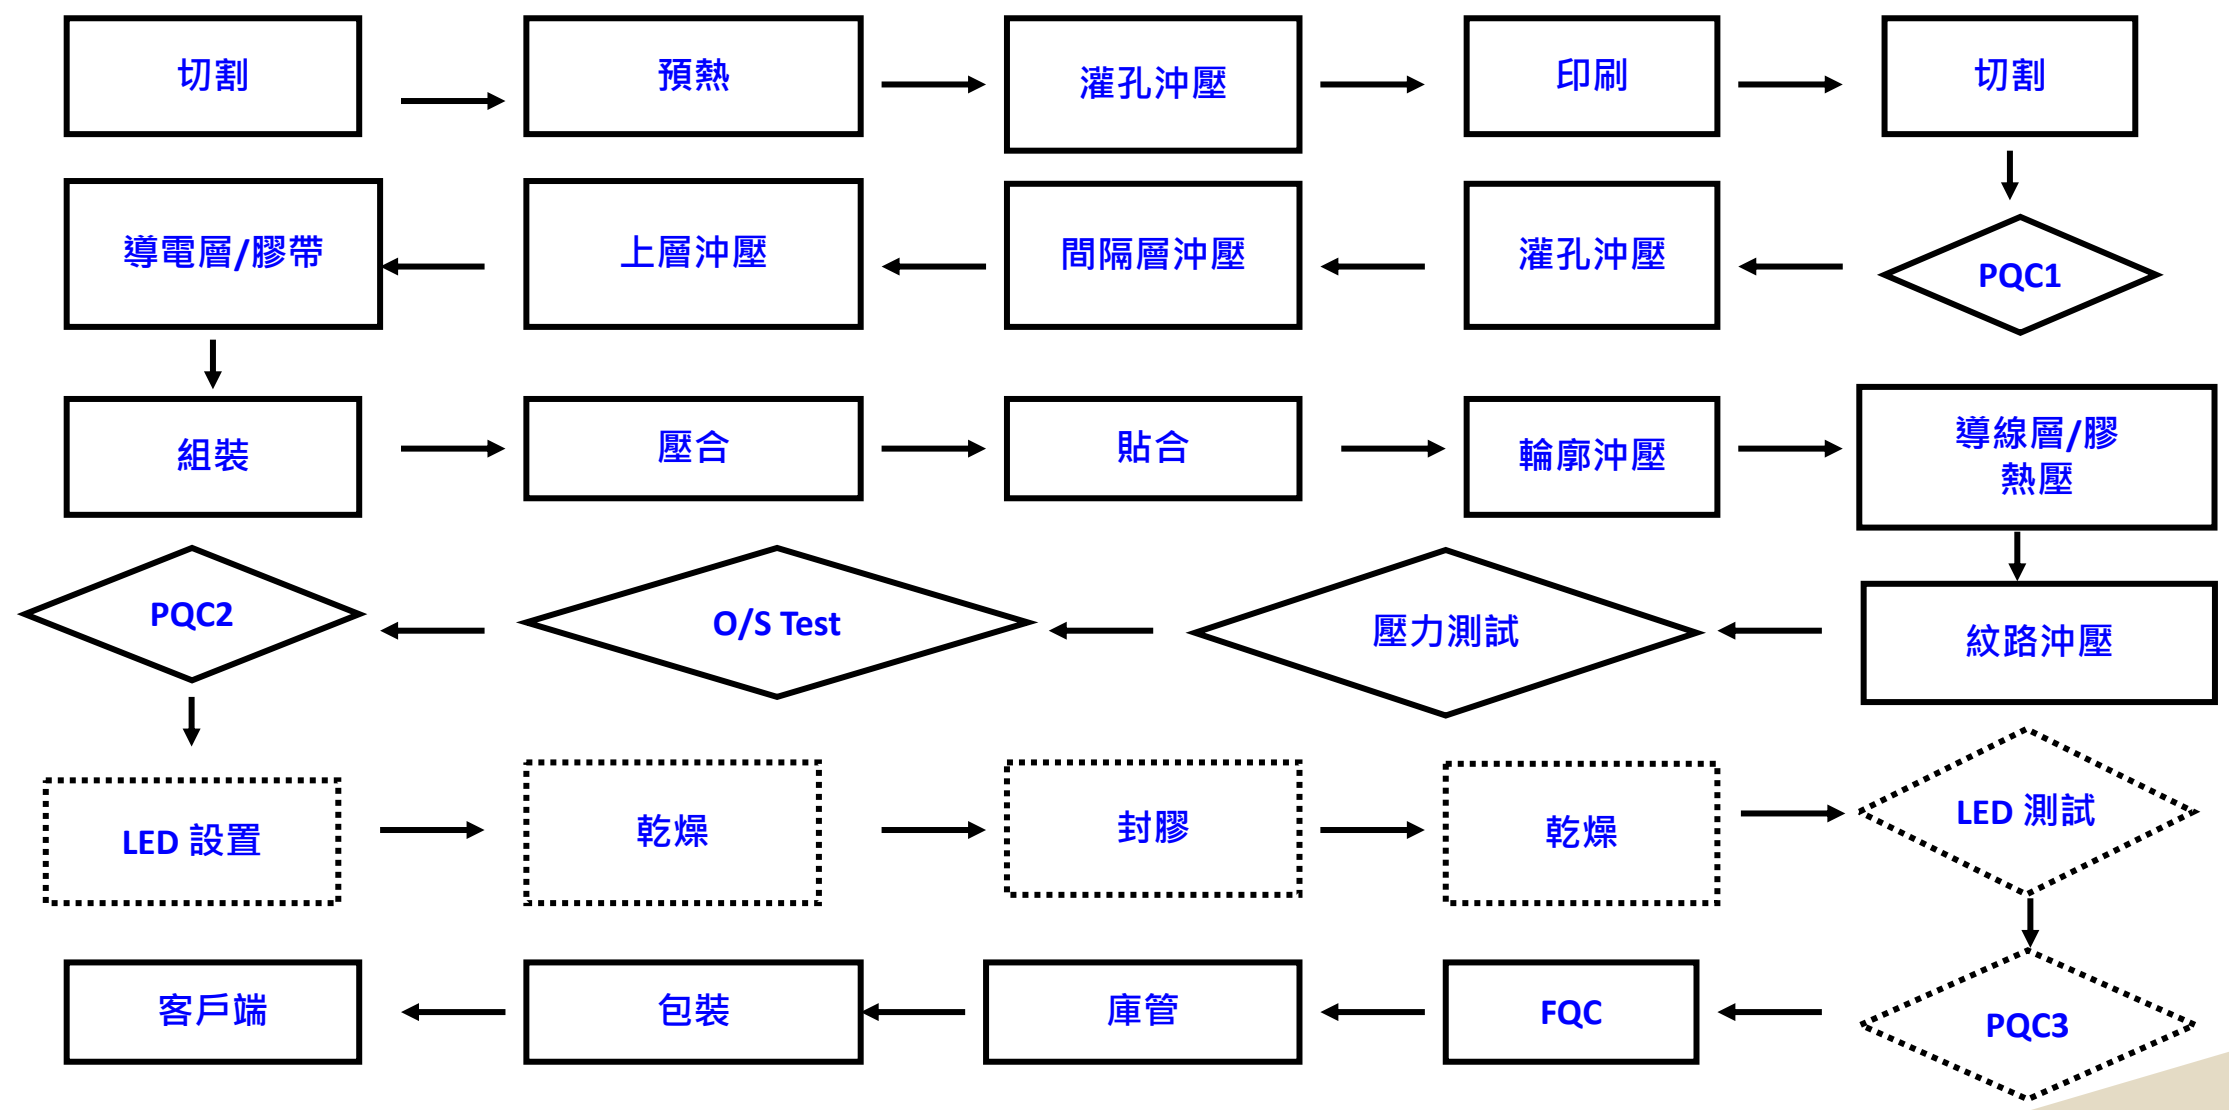 切割
預熱
灌孔沖壓
印刷
切割
PQC1
灌孔沖壓
間隔層沖壓
上層沖壓
導電層/膠帶
組裝
壓合
貼合
輪廓沖壓
導線層/膠
熱壓
紋路沖壓
壓力測試
O/S Test
PQC2
LED 設置
乾燥
封膠
乾燥
LED 測試
PQC3
FQC
庫管
包裝
客戶端